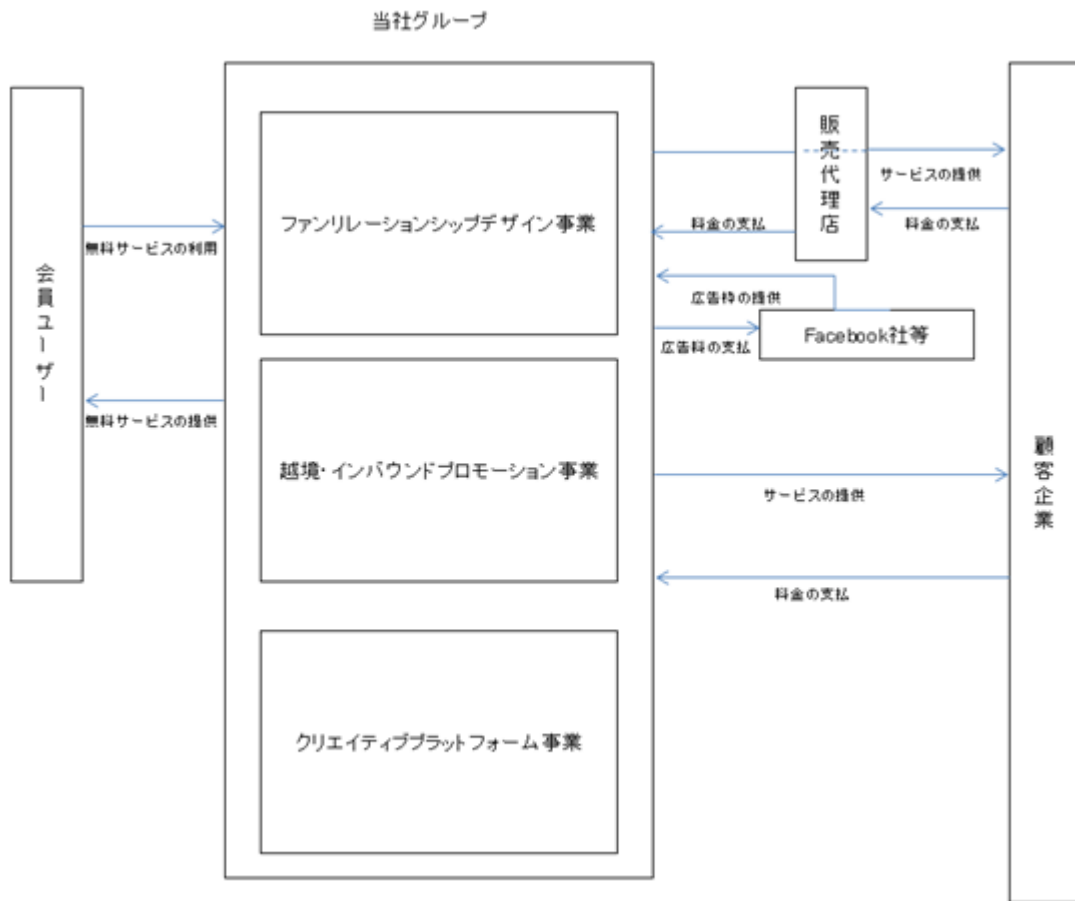 当社グループ
会員ユーザー
無料サービスの利用
無料サービスの提供
ファンリレーションシップデザイン事業
越境・インバウンドプロモーション事業
クリエイティブプラットフォーム事業
販売代理店
サービスの提供
料金の支払
料金の支払
広告枠の提供
広告料の支払
Facebook社等
サービスの提供
料金の支払
顧客企業